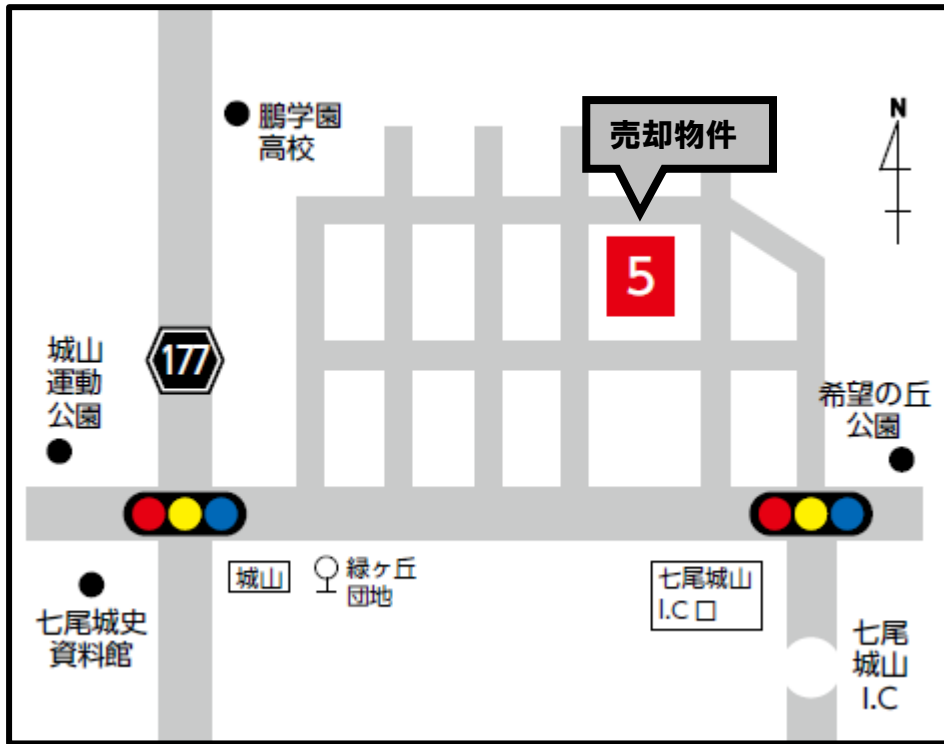 鵬学園
高校
売却物件
N
5
177
城山
運動
公園
希望の丘
公園
城山
緑ヶ丘
団地
七尾城山
I.C口
七尾城史
資料館
七尾
城山
I.C